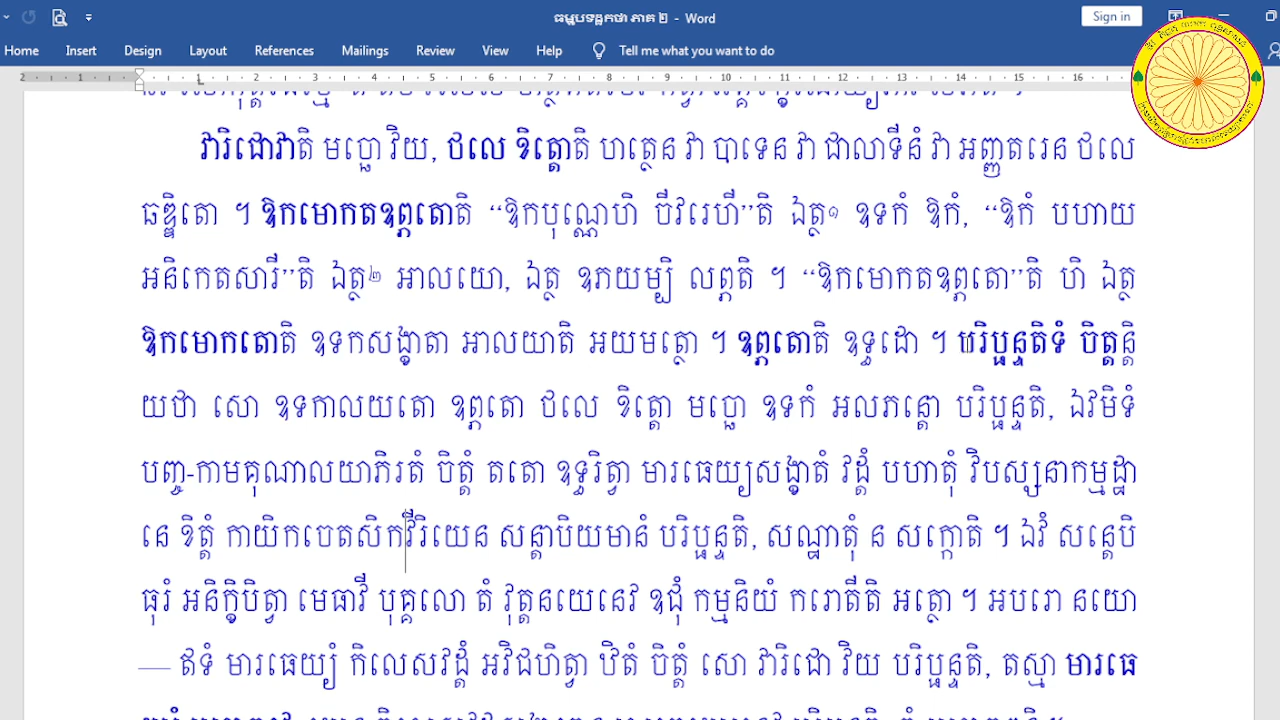 ធម្មបទដ្ឋកថា ភាគ ២ - Word
Sign in
Home Insert Design Layout References Mailings Review View Help Tell me what you want to do
2 1 1 2 3 4 5 6 7 8 9 10 11 12 13 14 15 16
វារិជោវាតិ មច្ឆោ វិយ, ថលេ ខិត្តោតិ ហត្ថេន វា បាទេន វា ជាលាទីនំ វា អញ្ញតរេន ថលេ
ឆឌ្ឌិតោ ។ ឱកមោកតឧព្ភតោតិ “ឱកបុណ្ណេហិ ចីវរេហី”តិ ឯត្ថ១ ឧទកំ ឱកំ, “ឱកំ បហាយ
អនិកេតសារី”តិ ឯត្ថ២ អាលយោ, ឯត្ថ ឧភយម្បិ លព្ភតិ ។ “ឱកមោកតឧព្ភតោ”តិ ហិ ឯត្ថ
ឱកមោកតោតិ ឧទកសង្ខាតា អាលយាតិ អយមត្ថោ ។ ឧព្ភតោតិ ឧទ្ធដោ ។ បរិប្ផន្ទតិទំ ចិត្តន្តិ
យថា សោ ឧទកាលយតោ ឧព្ភតោ ថលេ ខិត្តោ មច្ឆោ ឧទកំ អលភន្តោ បរិប្ផន្ទតិ, ឯវមិទំ
បញ្ច-កាមគុណាលយាភិរតំ ចិត្តំ តតោ ឧទ្ធរិត្វា មារធេយ្យសង្ខាតំ វដ្ដំ បហាតុំ វិបស្សនាកម្មដ្ឋា
នេ ខិត្តំ កាយិកចេតសិកវីរិយេន សន្តាបិយមានំ បរិប្ផន្ទតិ, សណ្ឋាតុំ ន សក្កោតិ ។ ឯវំ សន្តេបិ
ធុរំ អនិក្ខិបិត្វា មេធាវី បុគ្គលោ តំ វុត្តនយេនេវ ឧជុំ កម្មនិយំ ករោតីតិ អត្ថោ ។ អបរោ នយោ
— ឥទំ មារធេយ្យំ កិលេសវដ្ដំ អវិជហិត្វា ឋិតំ ចិត្តំ សោ វារិជោ វិយ បរិប្ផន្ទតិ, តស្មា មារធេ